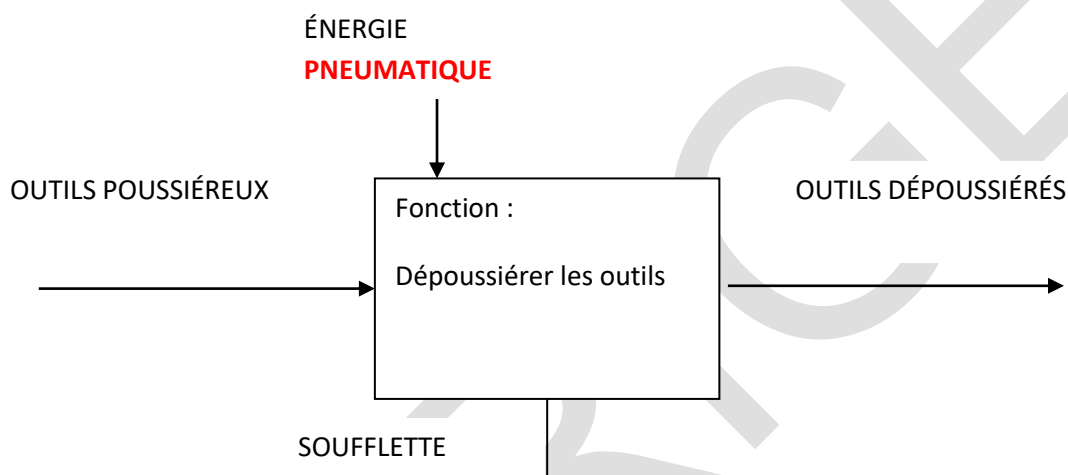 ÉNERGIE
PNEUMATIQUE
OUTILS POUSSIÉREUX
OUTILS DÉPOUSSIÉRÉS
Fonction :
Dépoussiérer les outils
SOUFFLETTE